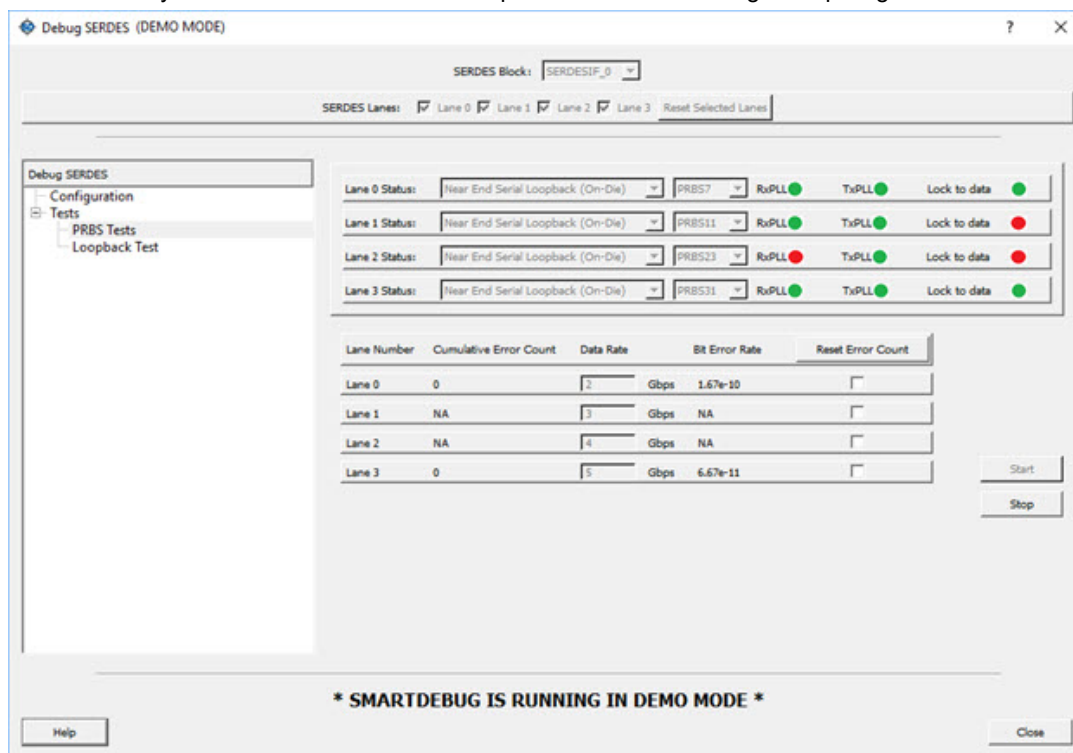 Debug SERDES (DEMO MODE) ? ×
SERDES Block: SERDESIF_0
SERDES Lanes: Lane 0 Lane 1 Lane 2 Lane 3 Reset Selected Lanes
Debug SERDES
Configuration
Tests
PRBS Tests
Loopback Test
Lane 0 Status: Near End Serial Loopback (On-Die) PRBS7 RxPLL TxPLL Lock to data
Lane 1 Status: Near End Serial Loopback (On-Die) PRBS11 RxPLL TxPLL Lock to data
Lane 2 Status: Near End Serial Loopback (On-Die) PRBS23 RxPLL TxPLL Lock to data
Lane 3 Status: Near End Serial Loopback (On-Die) PRBS31 RxPLL TxPLL Lock to data
Lane Number Cumulative Error Count Data Rate Bit Error Rate Reset Error Count
Lane 0 0 2 Gbps 1.67e-10
Lane 1 NA 3 Gbps NA
Lane 2 NA 4 Gbps NA
Lane 3 0 5 Gbps 6.67e-11
Start
Stop
* SMARTDEBUG IS RUNNING IN DEMO MODE *
Help Close